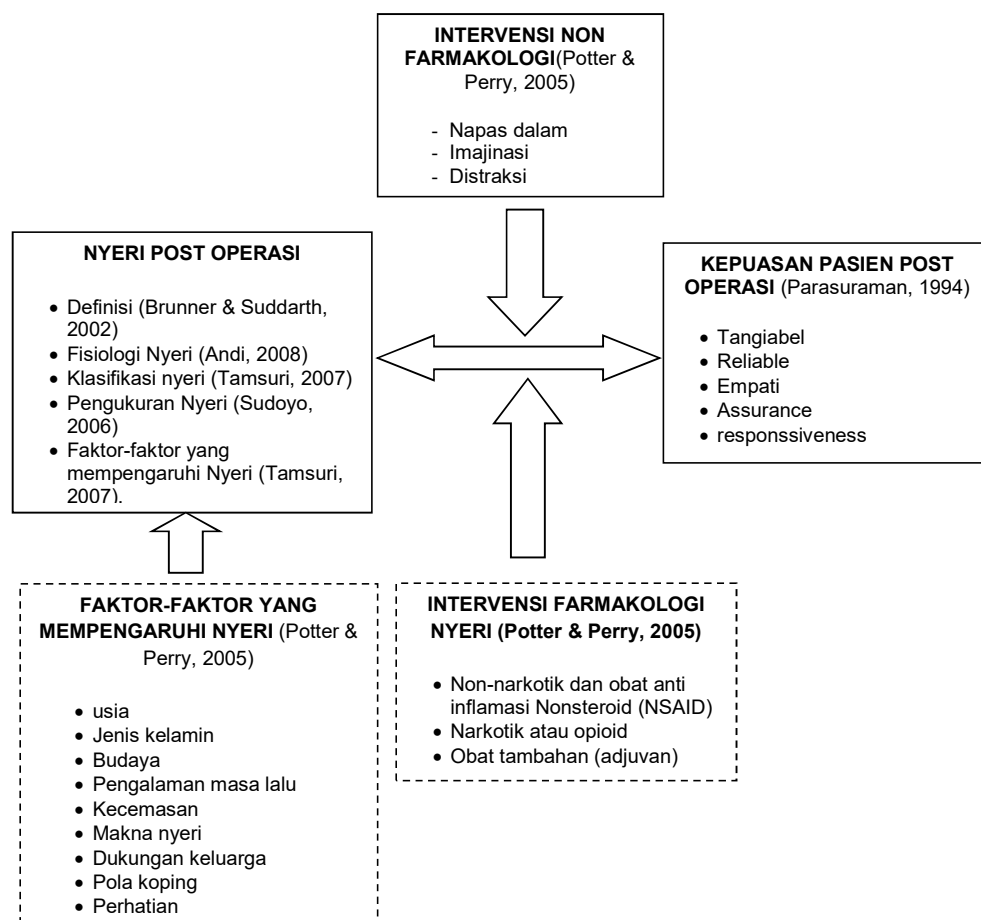 INTERVENSI NON
FARMAKOLOGI(Potter &
Perry, 2005)
- Napas dalam
- Imajinasi
- Distraksi
NYERI POST OPERASI
• Definisi (Brunner & Suddarth,
2002)
• Fisiologi Nyeri (Andi, 2008)
• Klasifikasi nyeri (Tamsuri, 2007)
• Pengukuran Nyeri (Sudoyo,
2006)
• Faktor-faktor yang
mempengaruhi Nyeri (Tamsuri,
2007).
KEPUASAN PASIEN POST
OPERASI (Parasuraman, 1994)
• Tangiabel
• Reliable
• Empati
• Assurance
• responssiveness
FAKTOR-FAKTOR YANG
MEMPENGARUHI NYERI (Potter &
Perry, 2005)
• usia
• Jenis kelamin
• Budaya
• Pengalaman masa lalu
• Kecemasan
• Makna nyeri
• Dukungan keluarga
• Pola koping
• Perhatian
INTERVENSI FARMAKOLOGI
NYERI (Potter & Perry, 2005)
• Non-narkotik dan obat anti
inflamasi Nonsteroid (NSAID)
• Narkotik atau opioid
• Obat tambahan (adjuvan)